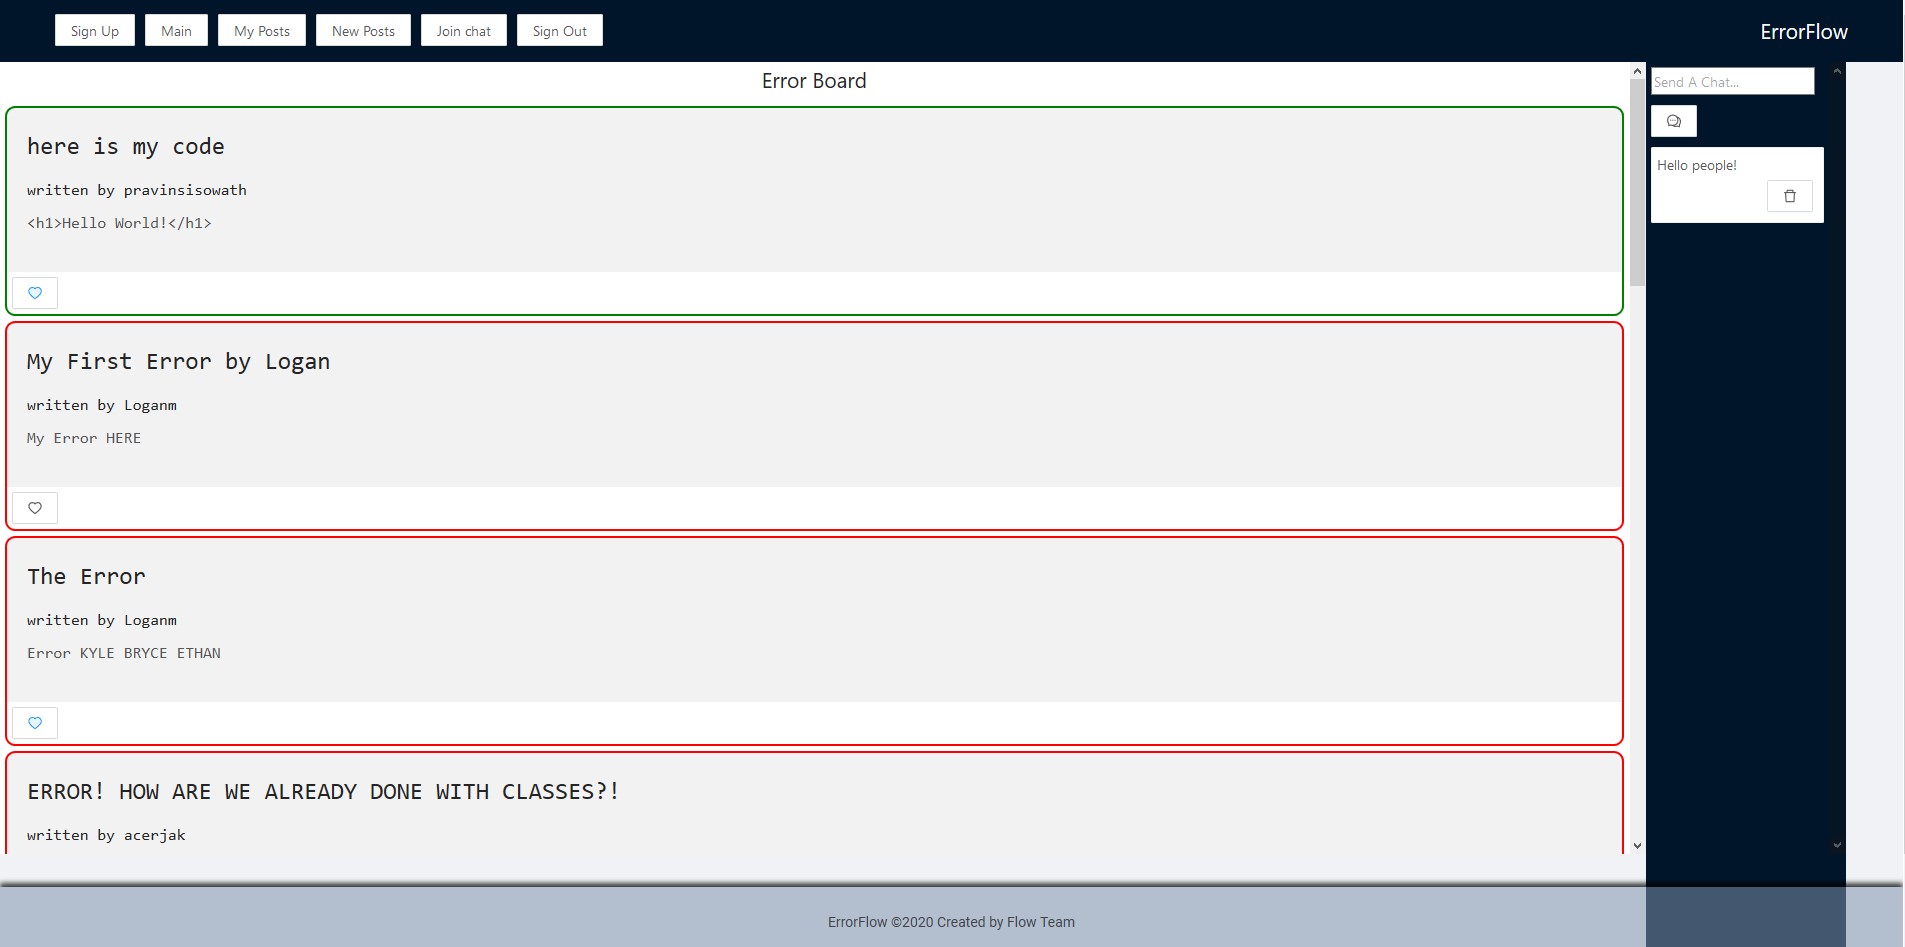 Sign Up Main My Posts New Posts Join chat Sign Out ErrorFlow
Error Board
here is my code
written by pravinsisowath
<h1>Hello World!</h1>
My First Error by Logan
written by Loganm
My Error HERE
The Error
written by Loganm
Error KYLE BRYCE ETHAN
ERROR! HOW ARE WE ALREADY DONE WITH CLASSES?!
written by acerjak
Send A Chat...
Hello people!
ErrorFlow ©2020 Created by Flow Team